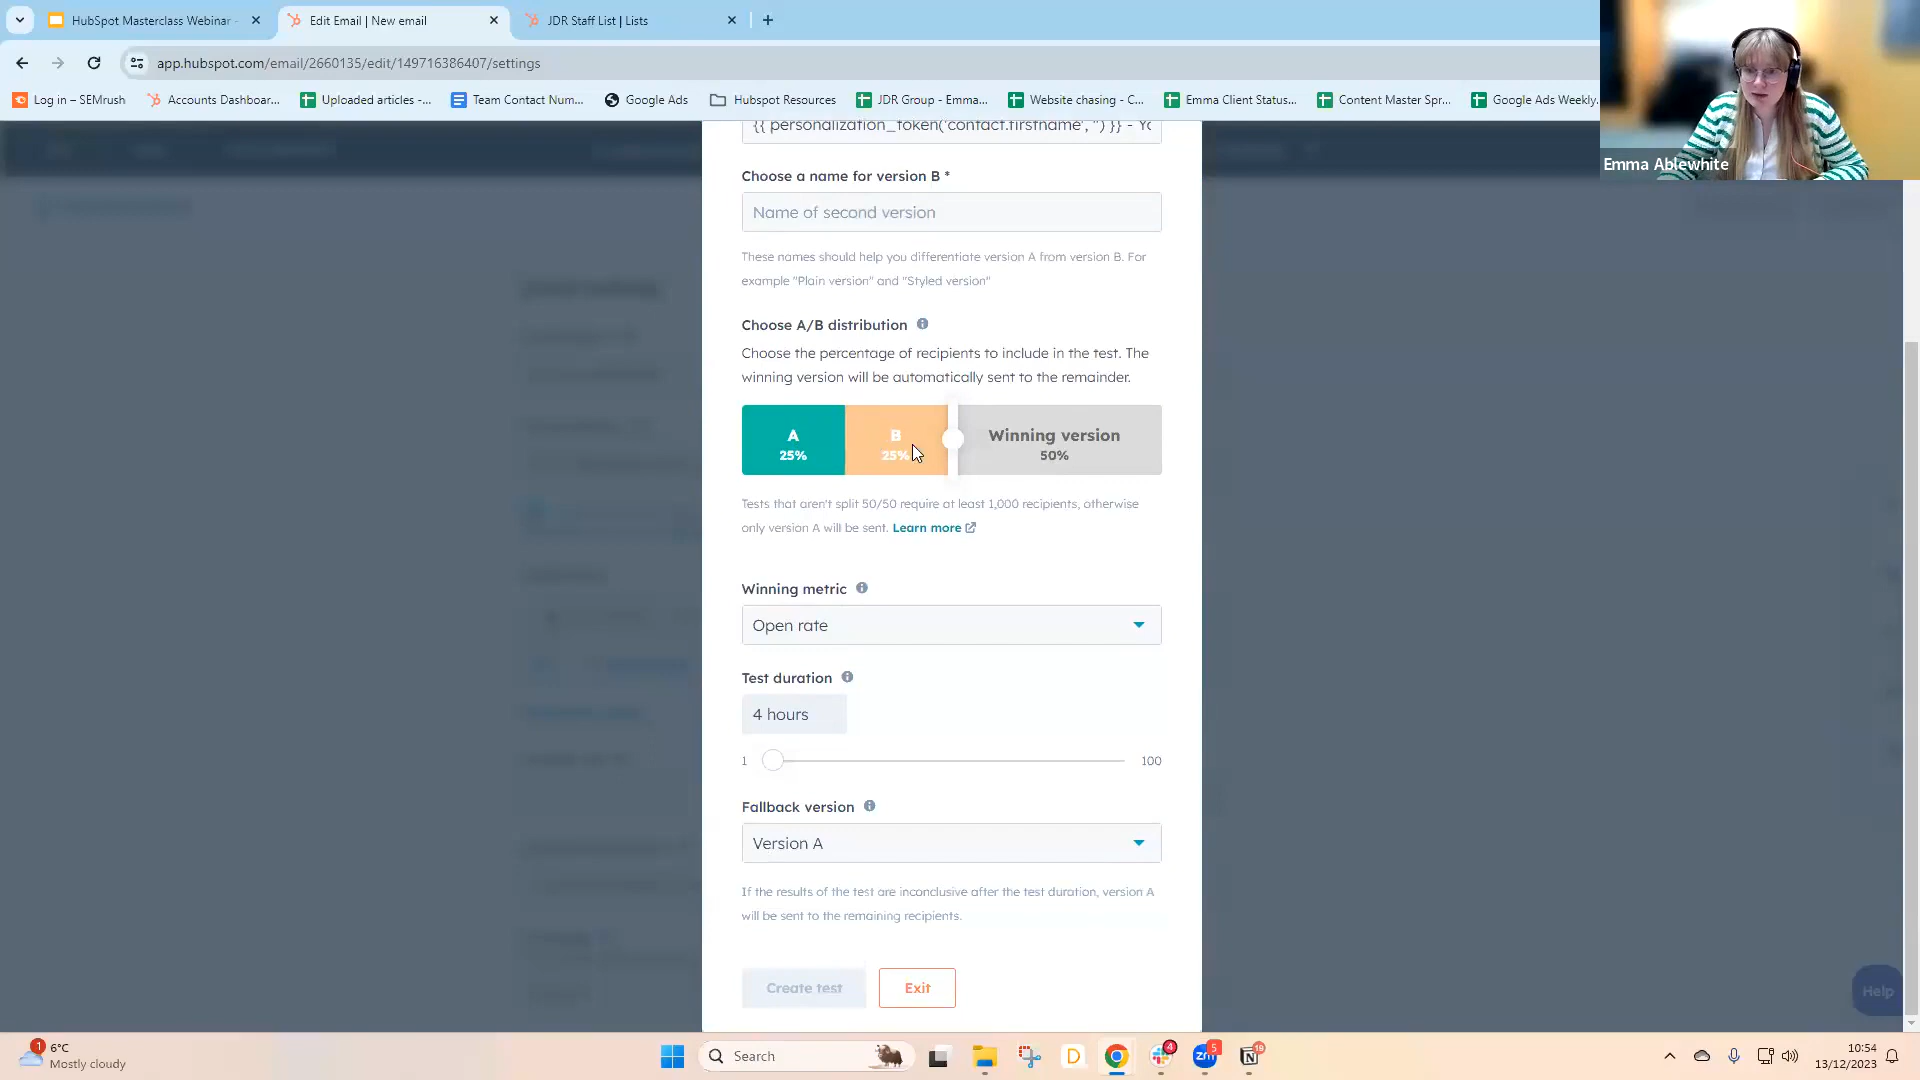 HubSpot Masterclass Webinar -
Edit Email | New email
JDR Staff List | Lists
app.hubspot.com/email/2660135/edit/149716386407/settings
Log in – SEMrush
Accounts Dashboar...
Uploaded articles -...
Team Contact Num...
Google Ads
Hubspot Resources
JDR Group - Emma...
Website chasing - C...
Emma Client Status...
Content Master Spr...
Google Ads Weekly...
Emma Ablewhite
{{ personalization_token('contact.firstname', '') }} - Yo
Choose a name for version B *
Name of second version
These names should help you differentiate version A from version B. For
example "Plain version" and "Styled version"
Choose A/B distribution
Choose the percentage of recipients to include in the test. The
winning version will be automatically sent to the remainder.
A
25%
B
25%
Winning version
50%
Tests that aren't split 50/50 require at least 1,000 recipients, otherwise
only version A will be sent. Learn more
Winning metric
Open rate
Test duration
4 hours
1
100
Fallback version
Version A
If the results of the test are inconclusive after the test duration, version A
will be sent to the remaining recipients.
Create test
Exit
Help
1
6°C
Mostly cloudy
Search
4
5
19
10:54
13/12/2023